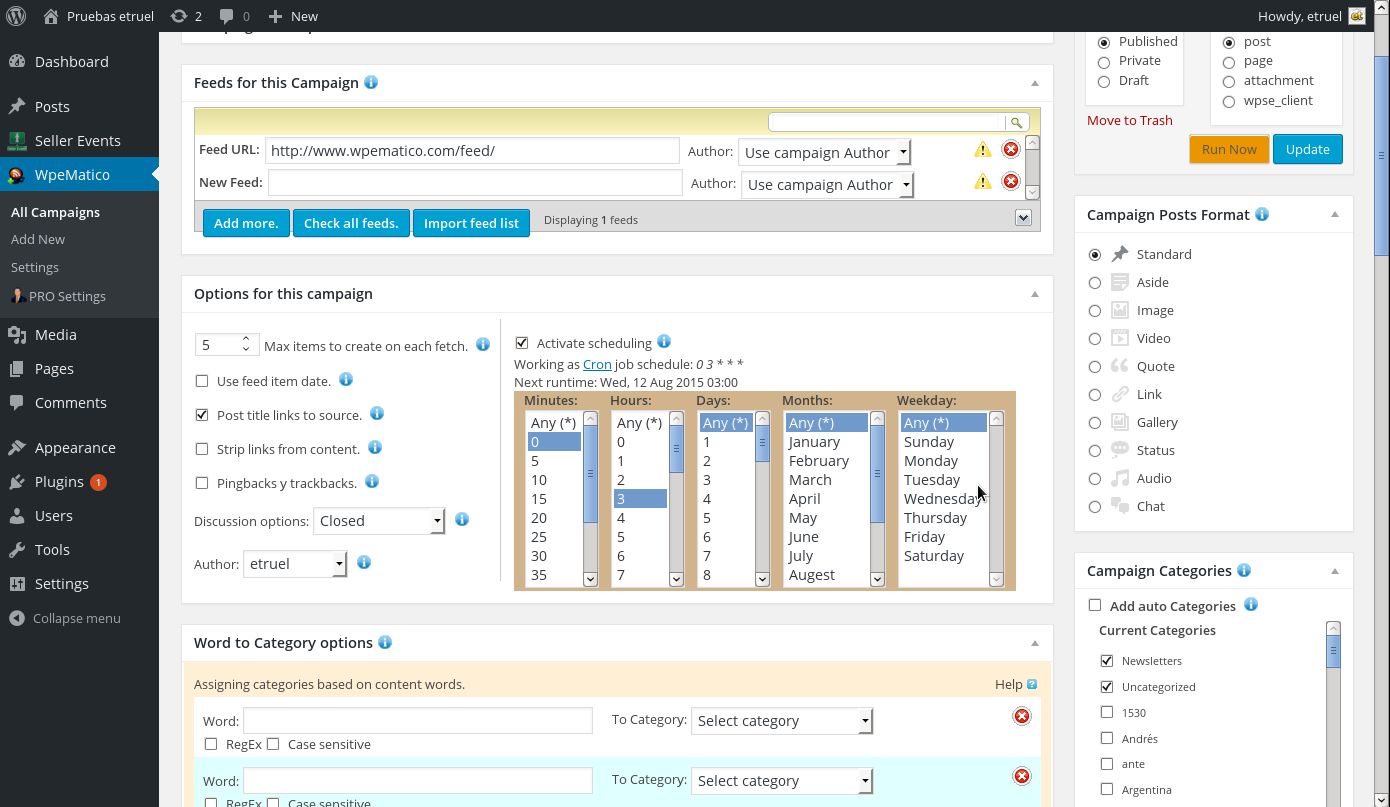 Pruebas etruel 2 0 New Howdy, etruel
Dashboard
Posts
Seller Events
WpeMatico
All Campaigns
Add New
Settings
PRO Settings
Media
Pages
Comments
Appearance
Plugins 1
Users
Tools
Settings
Collapse menu
Feeds for this Campaign
Feed URL: http://www.wpematico.com/feed/ Author: Use campaign Author
New Feed: Author: Use campaign Author
Add more. Check all feeds. Import feed list Displaying 1 feeds
Options for this campaign
5 Max items to create on each fetch.
Use feed item date.
Post title links to source.
Strip links from content.
Pingbacks y trackbacks.
Discussion options: Closed
Author: etruel
Activate scheduling
Working as Cron job schedule: 0 3 * * *
Next runtime: Wed, 12 Aug 2015 03:00
Minutes: Hours: Days: Months: Weekday:
Any (*) Any (*) Any (*) Any (*) Any (*)
0 0 1 January Sunday
5 1 2 February Monday
10 2 3 March Tuesday
15 3 4 April Wednesday
20 4 5 May Thursday
25 5 6 June Friday
30 6 7 July Saturday
35 7 8 Augest
Word to Category options
Assigning categories based on content words. Help
Word: To Category: Select category
RegEx Case sensitive
Word: To Category: Select category
RegEx Case sensitive
Published
Private
Draft
post
page
attachment
wpse_client
Move to Trash
Run Now Update
Campaign Posts Format
Standard
Aside
Image
Video
Quote
Link
Gallery
Status
Audio
Chat
Campaign Categories
Add auto Categories
Current Categories
Newsletters
Uncategorized
1530
Andrés
ante
Argentina